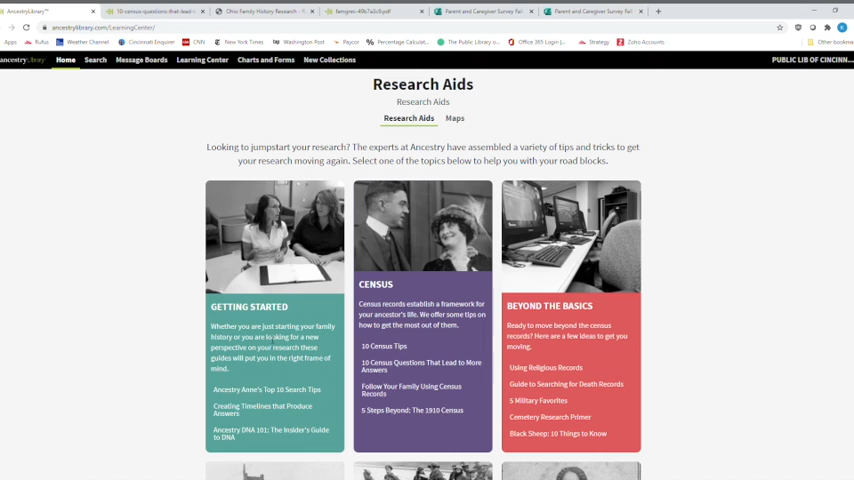 AncestryLibrary™
10-census-questions-that-lead-
Ohio Family History Research - R
famgres-49b7a3c5.pdf
Parent and Caregiver Survey Fall
Parent and Caregiver Survey Fall
ancestrylibrary.com/LearningCenter/
Apps
Rufus
Weather Channel
Cincinnati Enquirer
CNN
New York Times
Washington Post
Paycor
Percentage Calculat...
The Public Library o...
Office 365 Login |...
Strategy
Zoho Accounts
Other bookmar
ancestrylibrary
Home Search Message Boards Learning Center Charts and Forms New Collections
PUBLIC LIB OF CINCINN...
Research Aids
Research Aids
Research Aids Maps
Looking to jumpstart your research? The experts at Ancestry have assembled a variety of tips and tricks to get
your research moving again. Select one of the topics below to help you with your road blocks.
GETTING STARTED
Whether you are just starting your family
history or you are looking for a new
perspective on your research these
guides will put you in the right frame of
mind.
Ancestry Anne's Top 10 Search Tips
Creating Timelines that Produce
Answers
Ancestry DNA 101: The Insider's Guide
to DNA
CENSUS
Census records establish a framework for
your ancestor's life. We offer some tips on
how to get the most out of them.
10 Census Tips
10 Census Questions That Lead to More
Answers
Follow Your Family Using Census
Records
5 Steps Beyond: The 1910 Census
BEYOND THE BASICS
Ready to move beyond the census
records? Here are a few ideas to get you
moving.
Using Religious Records
Guide to Searching for Death Records
5 Military Favorites
Cemetery Research Primer
Black Sheep: 10 Things to Know